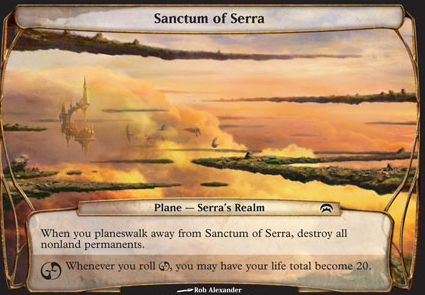 Sanctum of Serra
Plane — Serra's Realm
When you planeswalk away from Sanctum of Serra, destroy all
nonland permanents.
Whenever you roll , you may have your life total become 20.
Rob Alexander